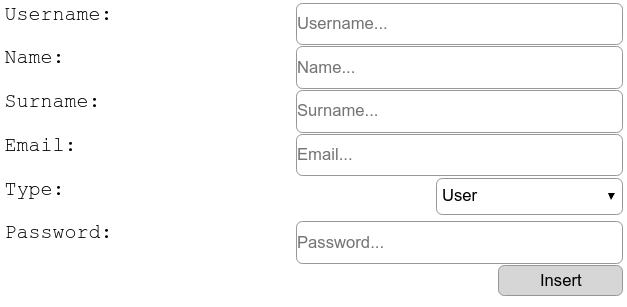 Username: Username...
Name: Name...
Surname: Surname...
Email: Email...
Type: User
Password: Password...
Insert